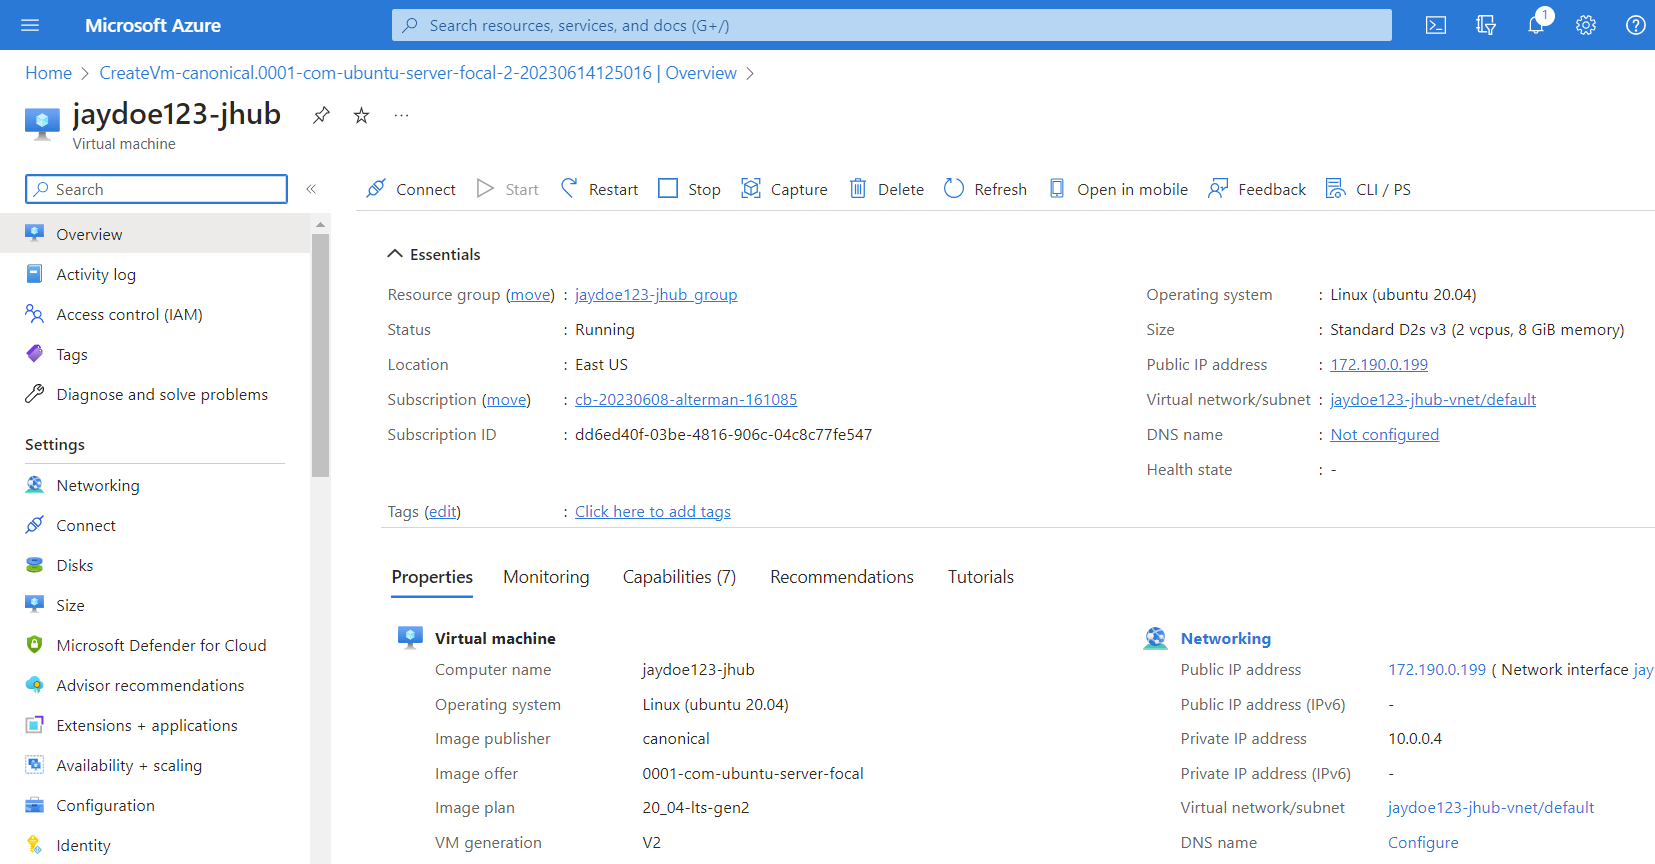 Microsoft Azure
Search resources, services, and docs (G+/)
1
Home > CreateVm-canonical.0001-com-ubuntu-server-focal-2-20230614125016 | Overview >
jaydoe123-jhub
Virtual machine
Search
«
Connect Start Restart Stop Capture Delete Refresh Open in mobile Feedback CLI / PS
Overview
Activity log
Access control (IAM)
Tags
Diagnose and solve problems
Settings
Networking
Connect
Disks
Size
Microsoft Defender for Cloud
Advisor recommendations
Extensions + applications
Availability + scaling
Configuration
Identity
Essentials
Resource group (move) : jaydoe123-jhub_group
Status : Running
Location : East US
Subscription (move) : cb-20230608-alterman-161085
Subscription ID : dd6ed40f-03be-4816-906c-04c8c77fe547
Operating system : Linux (ubuntu 20.04)
Size : Standard D2s v3 (2 vcpus, 8 GiB memory)
Public IP address : 172.190.0.199
Virtual network/subnet : jaydoe123-jhub-vnet/default
DNS name : Not configured
Health state : -
Tags (edit) : Click here to add tags
Properties Monitoring Capabilities (7) Recommendations Tutorials
Virtual machine
Computer name jaydoe123-jhub
Operating system Linux (ubuntu 20.04)
Image publisher canonical
Image offer 0001-com-ubuntu-server-focal
Image plan 20_04-lts-gen2
VM generation V2
Networking
Public IP address 172.190.0.199 ( Network interface jay
Public IP address (IPv6) -
Private IP address 10.0.0.4
Private IP address (IPv6) -
Virtual network/subnet jaydoe123-jhub-vnet/default
DNS name Configure